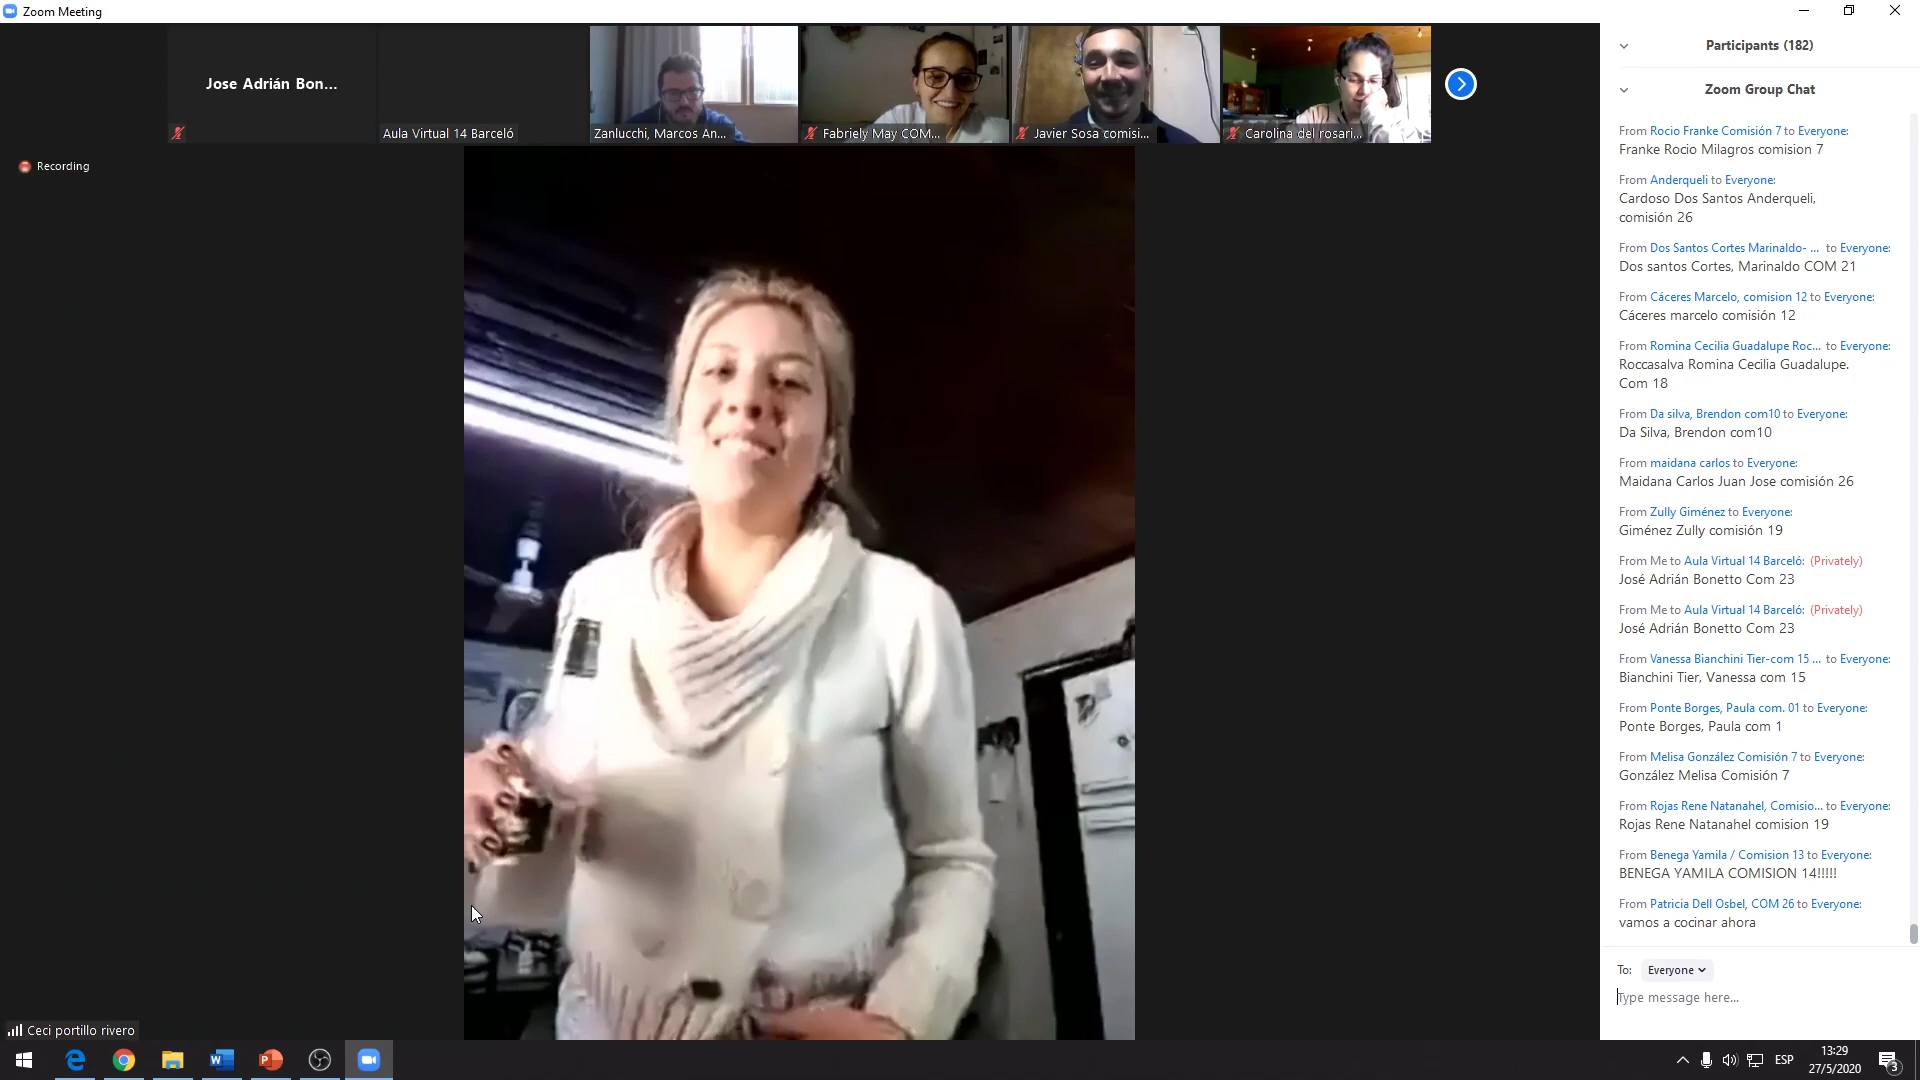 Zoom Meeting
Jose Adrián Bon...
Aula Virtual 14 Barceló
Zanlucchi, Marcos An...
Fabriely May COM...
Javier Sosa comisi...
Carolina del rosari...
Recording
Ceci portillo rivero
Participants (182)
Zoom Group Chat
From Rocio Franke Comisión 7 to Everyone:
Franke Rocio Milagros comision 7
From Anderqueli to Everyone:
Cardoso Dos Santos Anderqueli,
comisión 26
From Dos Santos Cortes Marinaldo- ... to Everyone:
Dos santos Cortes, Marinaldo COM 21
From Cáceres Marcelo, comision 12 to Everyone:
Cáceres marcelo comisión 12
From Romina Cecilia Guadalupe Roc... to Everyone:
Roccasalva Romina Cecilia Guadalupe.
Com 18
From Da silva, Brendon com10 to Everyone:
Da Silva, Brendon com10
From maidana carlos to Everyone:
Maidana Carlos Juan Jose comisión 26
From Zully Giménez to Everyone:
Giménez Zully comisión 19
From Me to Aula Virtual 14 Barceló: (Privately)
José Adrián Bonetto Com 23
From Me to Aula Virtual 14 Barceló: (Privately)
José Adrián Bonetto Com 23
From Vanessa Bianchini Tier-com 15 ... to Everyone:
Bianchini Tier, Vanessa com 15
From Ponte Borges, Paula com. 01 to Everyone:
Ponte Borges, Paula com 1
From Melisa González Comisión 7 to Everyone:
González Melisa Comisión 7
From Rojas Rene Natanahel, Comisio... to Everyone:
Rojas Rene Natanahel comision 19
From Benega Yamila / Comision 13 to Everyone:
BENEGA YAMILA COMISION 14!!!!!
From Patricia Dell Osbel, COM 26 to Everyone:
vamos a cocinar ahora
To: Everyone
Type message here...
ESP
13:29
27/5/2020
3